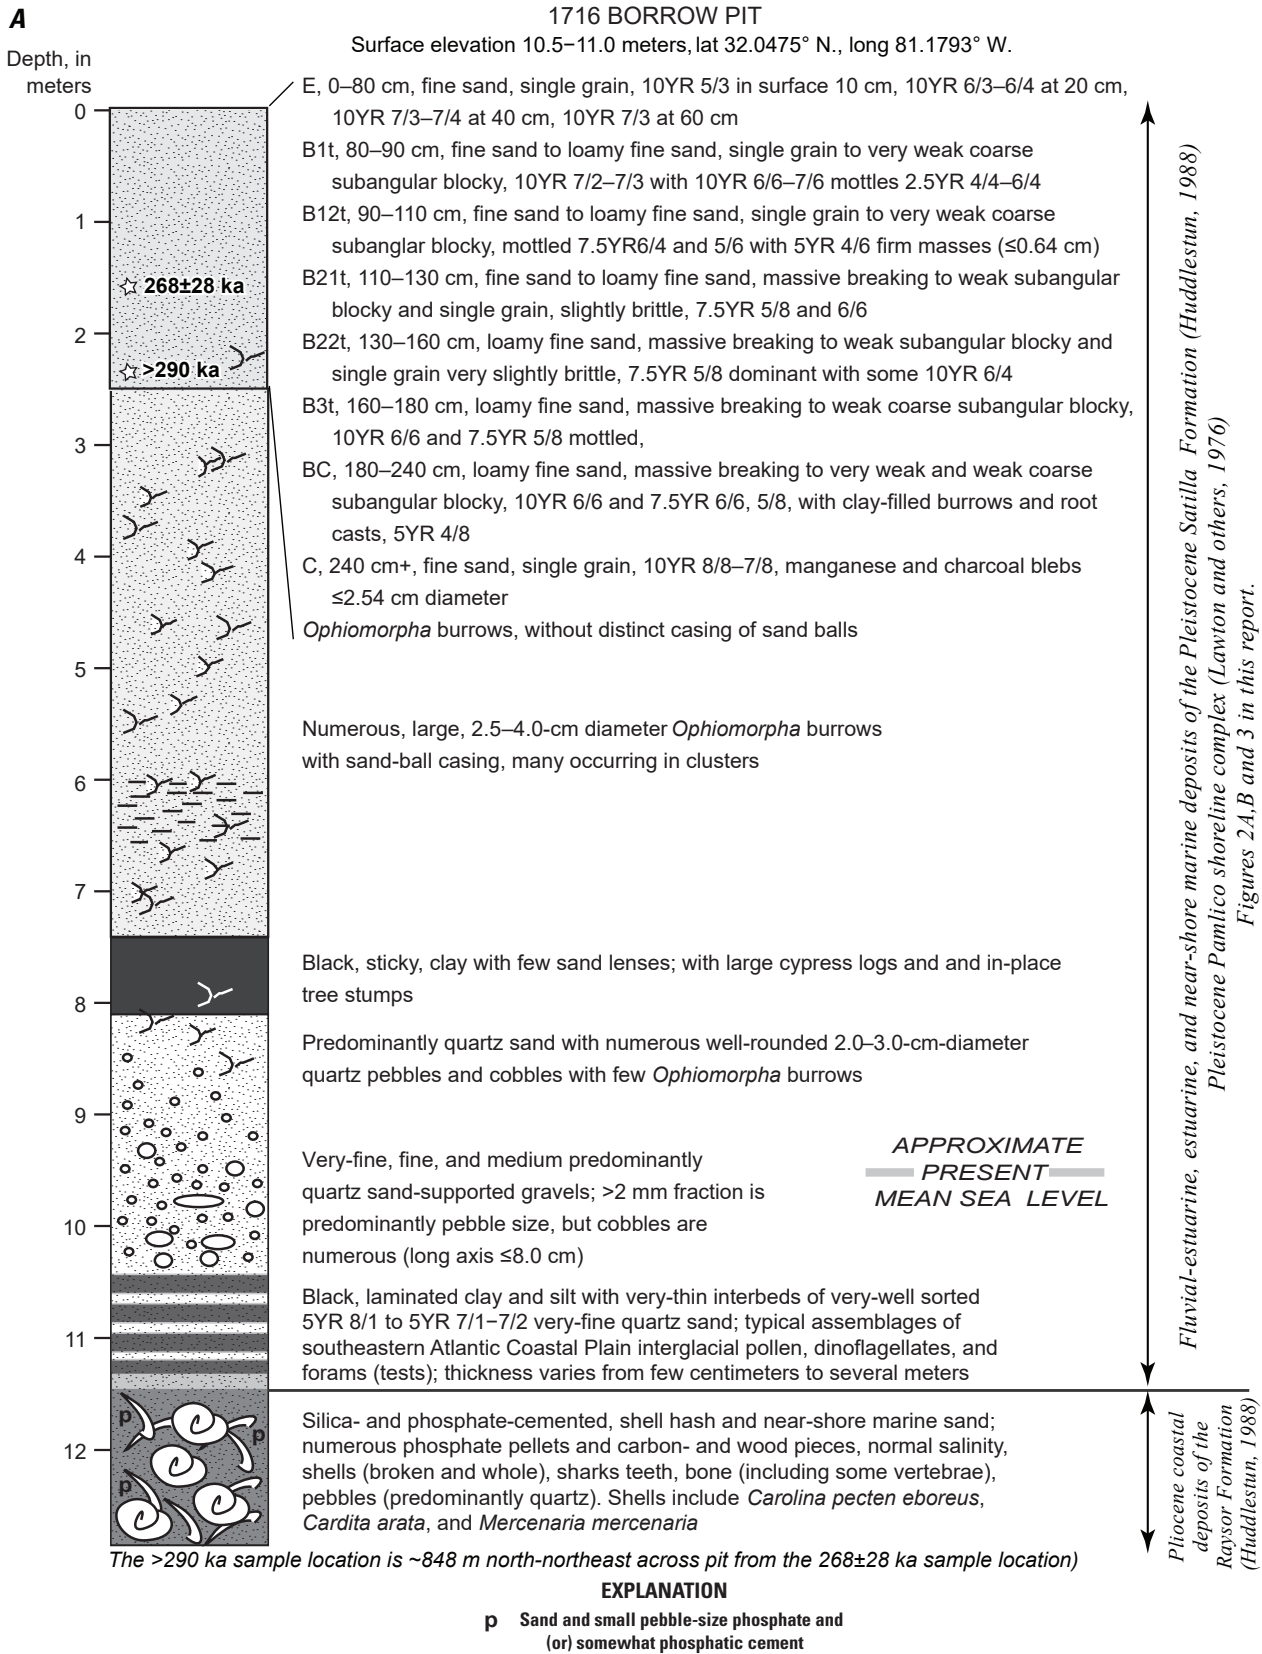 A
1716 BORROW PIT
Surface elevation 10.5−11.0 meters, lat 32.0475° N., long 81.1793° W.
Depth, in
meters
0
1
2
3
4
5
6
7
8
9
10
11
12
268±28 ka
>290 ka
E, 0–80 cm, fine sand, single grain, 10YR 5/3 in surface 10 cm, 10YR 6/3–6/4 at 20 cm,
10YR 7/3–7/4 at 40 cm, 10YR 7/3 at 60 cm
B1t, 80–90 cm, fine sand to loamy fine sand, single grain to very weak coarse
subangular blocky, 10YR 7/2–7/3 with 10YR 6/6–7/6 mottles 2.5YR 4/4–6/4
B12t, 90–110 cm, fine sand to loamy fine sand, single grain to very weak coarse
subanglar blocky, mottled 7.5YR6/4 and 5/6 with 5YR 4/6 firm masses (≤0.64 cm)
B21t, 110–130 cm, fine sand to loamy fine sand, massive breaking to weak subangular
blocky and single grain, slightly brittle, 7.5YR 5/8 and 6/6
B22t, 130–160 cm, loamy fine sand, massive breaking to weak subangular blocky and
single grain very slightly brittle, 7.5YR 5/8 dominant with some 10YR 6/4
B3t, 160–180 cm, loamy fine sand, massive breaking to weak coarse subangular blocky,
10YR 6/6 and 7.5YR 5/8 mottled,
BC, 180–240 cm, loamy fine sand, massive breaking to very weak and weak coarse
subangular blocky, 10YR 6/6 and 7.5YR 6/6, 5/8, with clay-filled burrows and root
casts, 5YR 4/8
C, 240 cm+, fine sand, single grain, 10YR 8/8–7/8, manganese and charcoal blebs
≤2.54 cm diameter
Ophiomorpha burrows, without distinct casing of sand balls
Numerous, large, 2.5–4.0-cm diameter Ophiomorpha burrows
with sand-ball casing, many occurring in clusters
Black, sticky, clay with few sand lenses; with large cypress logs and and in-place
tree stumps
Predominantly quartz sand with numerous well-rounded 2.0–3.0-cm-diameter
quartz pebbles and cobbles with few Ophiomorpha burrows
Very-fine, fine, and medium predominantly
quartz sand-supported gravels; >2 mm fraction is
predominantly pebble size, but cobbles are
numerous (long axis ≤8.0 cm)
APPROXIMATE
PRESENT
MEAN SEA LEVEL
Black, laminated clay and silt with very-thin interbeds of very-well sorted
5YR 8/1 to 5YR 7/1−7/2 very-fine quartz sand; typical assemblages of
southeastern Atlantic Coastal Plain interglacial pollen, dinoflagellates, and
forams (tests); thickness varies from few centimeters to several meters
p
p
p
Silica- and phosphate-cemented, shell hash and near-shore marine sand;
numerous phosphate pellets and carbon- and wood pieces, normal salinity,
shells (broken and whole), sharks teeth, bone (including some vertebrae),
pebbles (predominantly quartz). Shells include Carolina pecten eboreus,
Cardita arata, and Mercenaria mercenaria
Fluvial-estuarine, estuarine, and near-shore marine deposits of the Pleistocene Satilla Formation (Huddlestun, 1988)
Pleistocene Pamlico shoreline complex (Lawton and others, 1976)
Figures 2A,B and 3 in this report.
Pliocene coastal
deposits of the
Raysor Formation
(Huddlestun, 1988)
The >290 ka sample location is ~848 m north-northeast across pit from the 268±28 ka sample location)
EXPLANATION
p Sand and small pebble-size phosphate and
(or) somewhat phosphatic cement